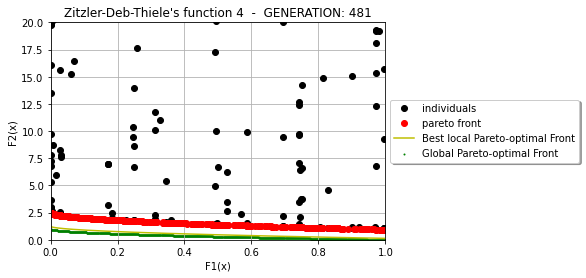 Zitzler-Deb-Thiele's function 4 - GENERATION: 481
20.0
17.5
15.0
12.5
10.0
7.5
5.0
2.5
0.0
F2(x)
0.0 0.2 0.4 0.6 0.8 1.0
F1(x)
individuals
pareto front
Best local Pareto-optimal Front
Global Pareto-optimal Front